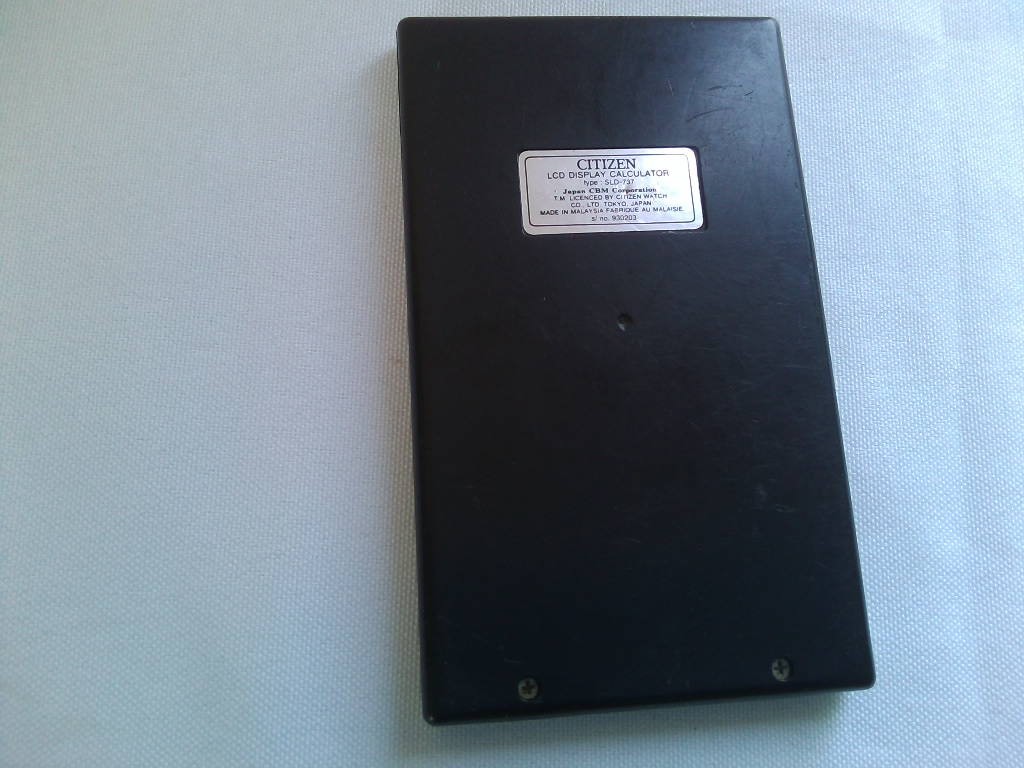 CITIZEN
LCD DISPLAY CALCULATOR
type : SLD-737
Japan CBM Corporation
T.M. LICENCED BY CITIZEN WATCH
CO., LTD. TOKYO, JAPAN
MADE IN MALAYSIA FABRIQUE AU MALAISIE.
s/ no. 930203